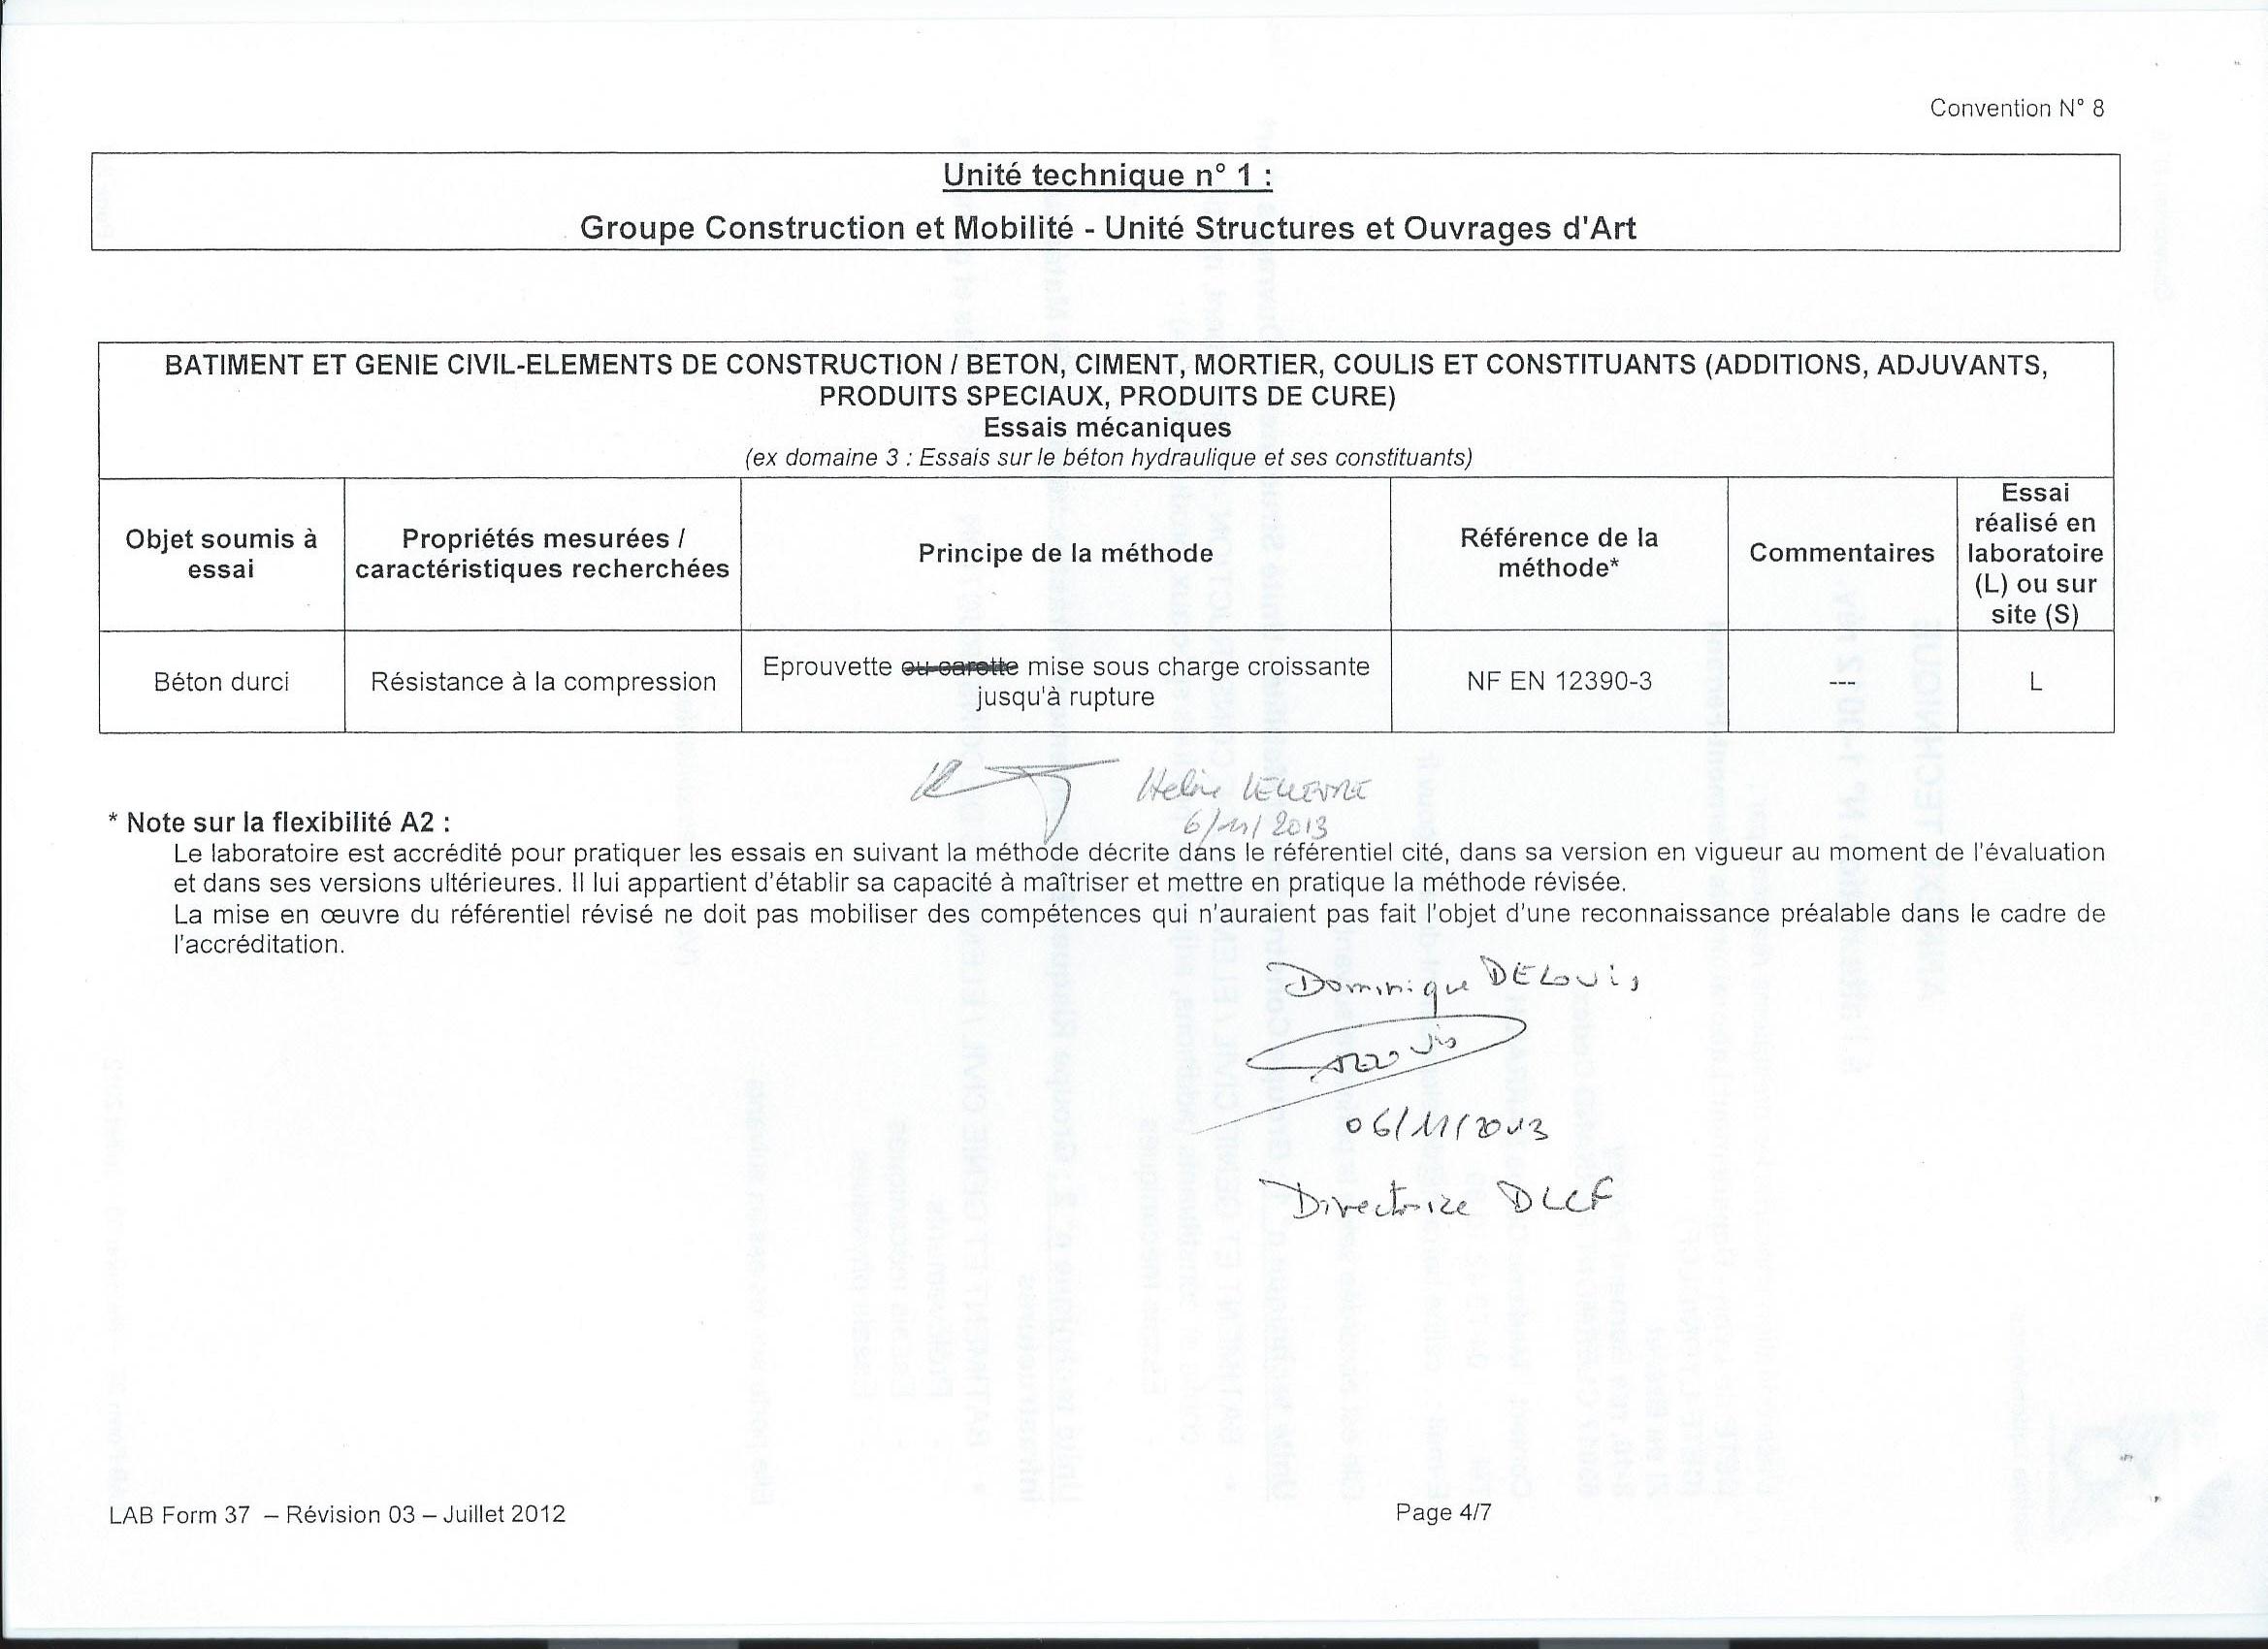 Convention N° 8
Unité technique n° 1 :
Groupe Construction et Mobilité - Unité Structures et Ouvrages d'Art
BATIMENT ET GENIE CIVIL-ELEMENTS DE CONSTRUCTION / BETON, CIMENT, MORTIER, COULIS ET CONSTITUANTS (ADDITIONS, ADJUVANTS,
PRODUITS SPECIAUX, PRODUITS DE CURE)
Essais mécaniques
(ex domaine 3 : Essais sur le béton hydraulique et ses constituants)
Objet soumis à
essai
Propriétés mesurées /
caractéristiques recherchées
Principe de la méthode
Référence de la
méthode*
Commentaires
Essai
réalisé en
laboratoire
(L) ou sur
site (S)
Béton durci
Résistance à la compression
Eprouvette ou carotte mise sous charge croissante
jusqu'à rupture
NF EN 12390-3
---
L
6/11/2013
* Note sur la flexibilité A2 :
Le laboratoire est accrédité pour pratiquer les essais en suivant la méthode décrite dans le référentiel cité, dans sa version en vigueur au moment de l'évaluation
et dans ses versions ultérieures. Il lui appartient d'établir sa capacité à maîtriser et mettre en pratique la méthode révisée.
La mise en œuvre du référentiel révisé ne doit pas mobiliser des compétences qui n'auraient pas fait l'objet d'une reconnaissance préalable dans le cadre de
l'accréditation.
Dominique DELOUIS
06/11/2013
Directrice DLCF
LAB Form 37 – Révision 03 – Juillet 2012
Page 4/7